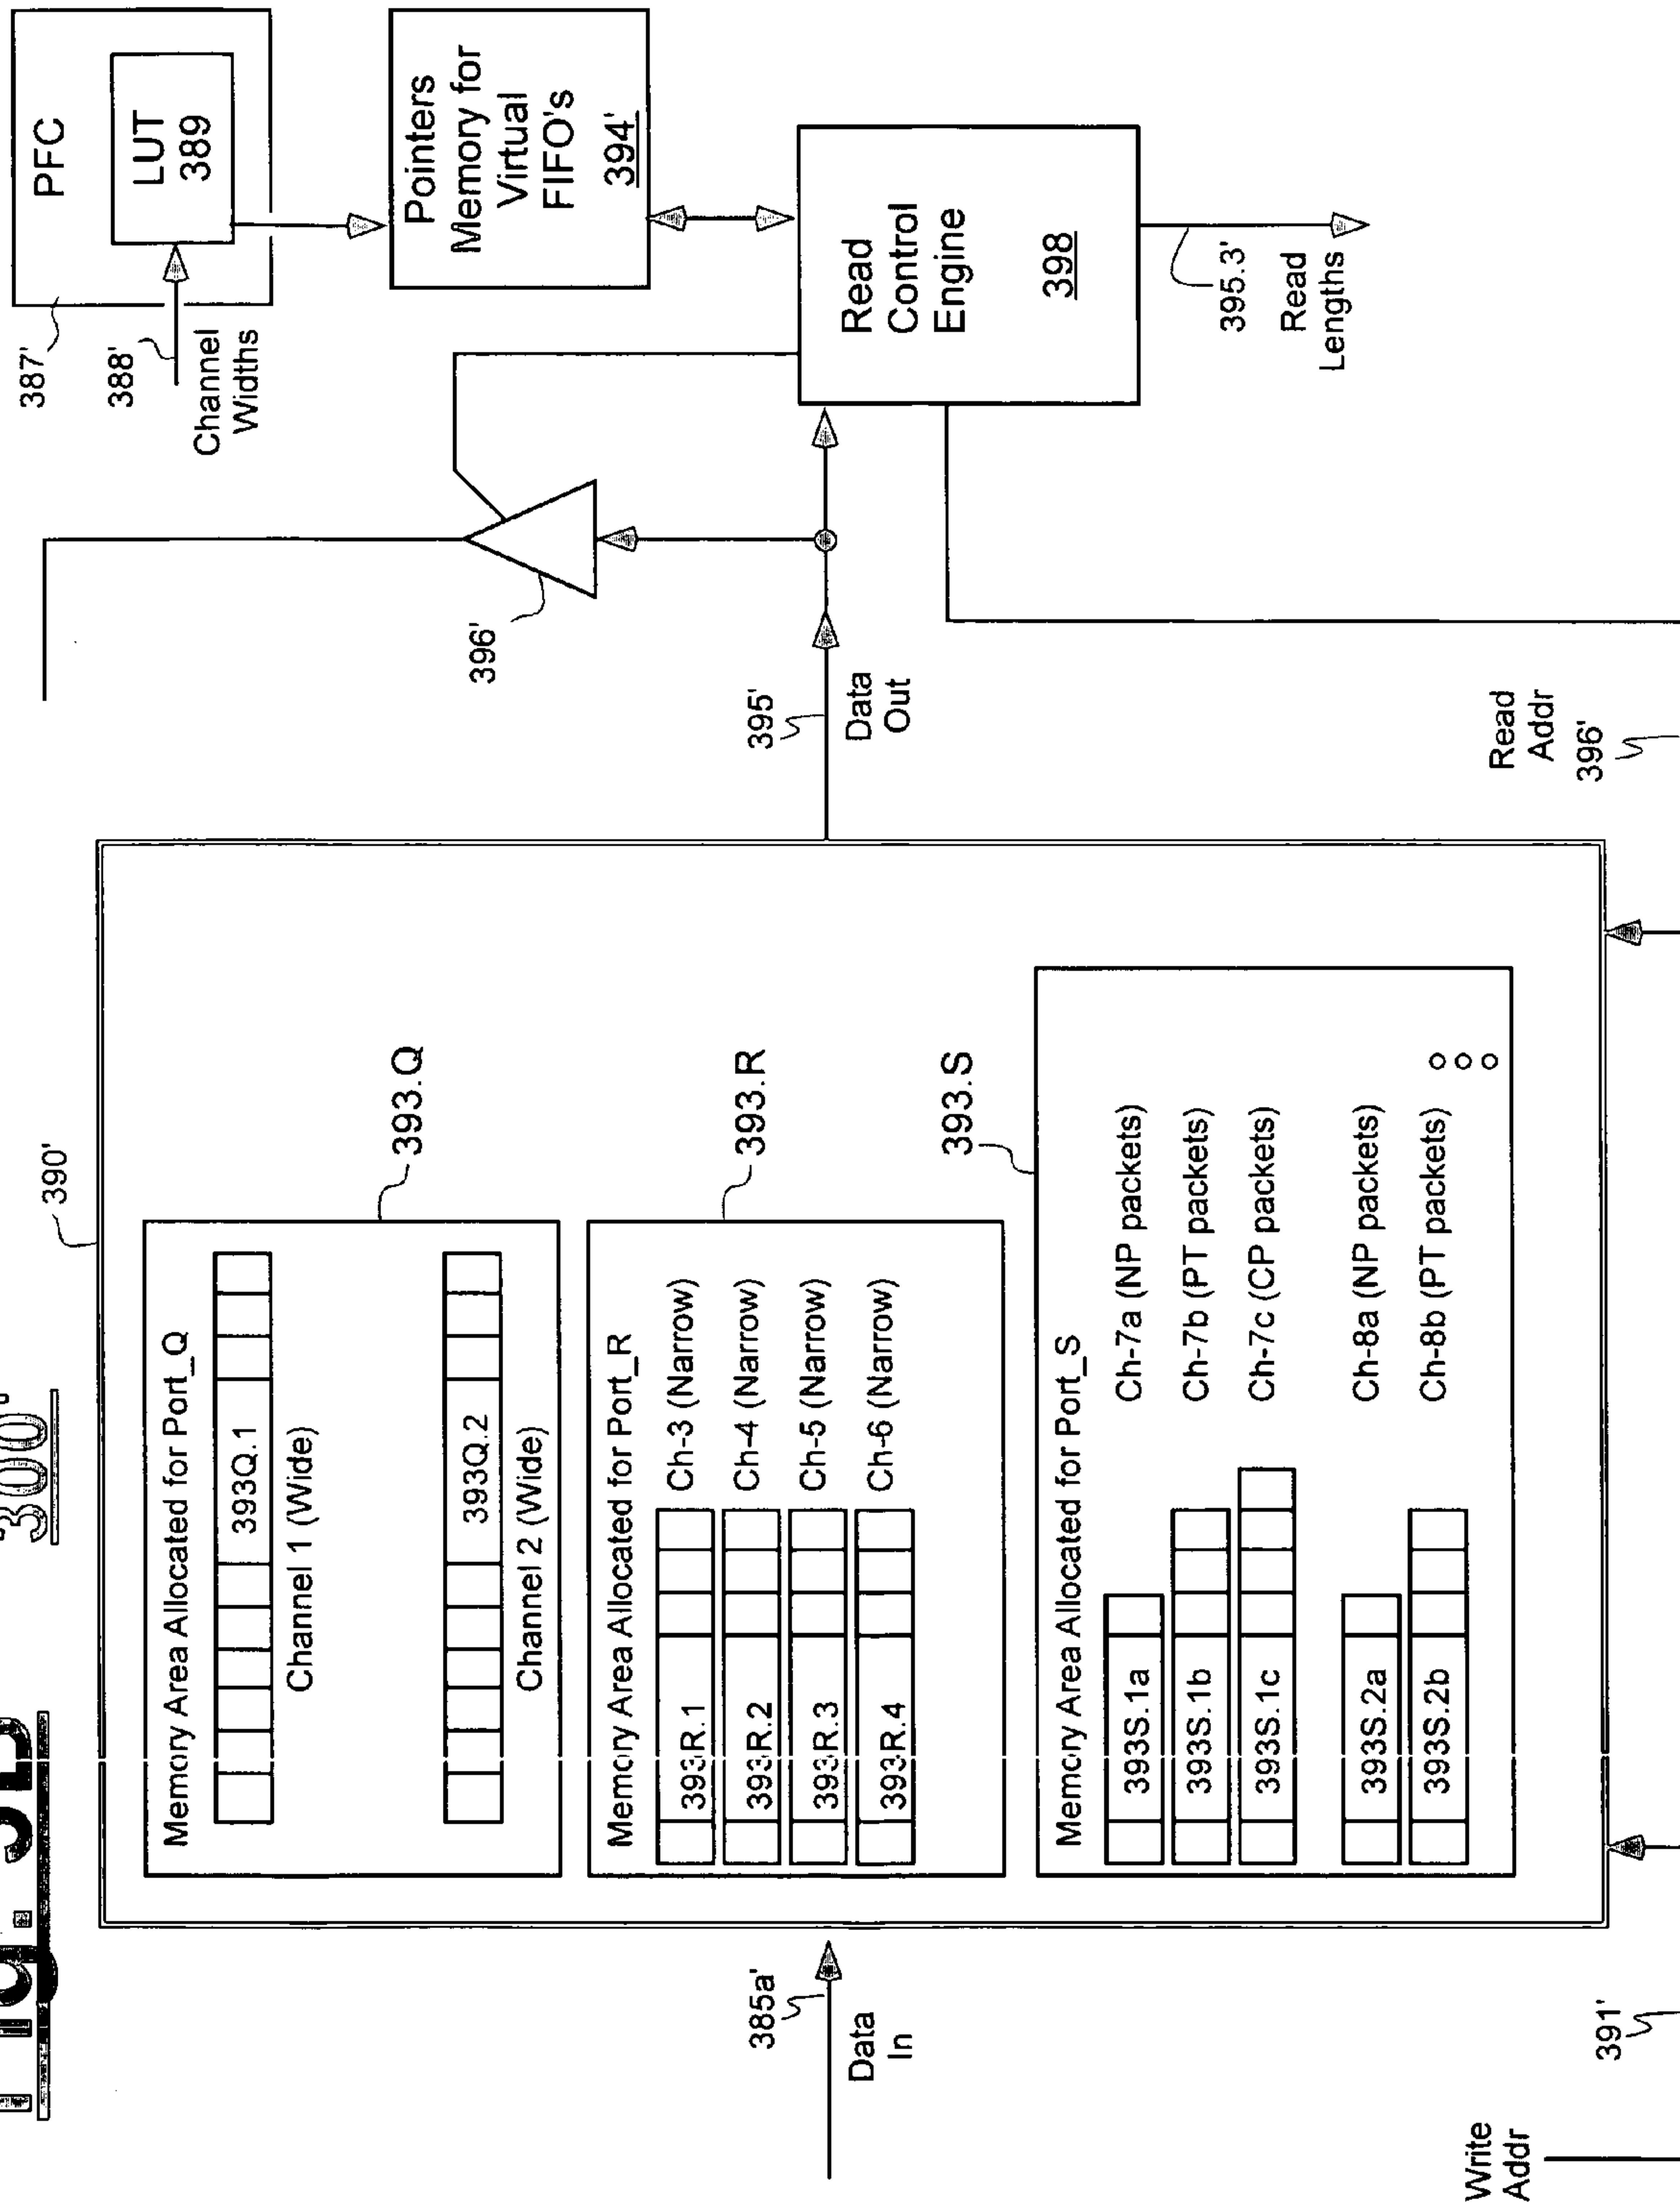 300'
390'
Memory Area Allocated for Port_Q
393Q.1
Channel 1 (Wide)
393Q.2
Channel 2 (Wide)
393.Q
Memory Area Allocated for Port_R
393R.1
Ch-3 (Narrow)
393R.2
Ch-4 (Narrow)
393R.3
Ch-5 (Narrow)
393R.4
Ch-6 (Narrow)
393.R
Memory Area Allocated for Port_S
393S.1a
Ch-7a (NP packets)
393S.1b
Ch-7b (PT packets)
393S.1c
Ch-7c (CP packets)
393S.2a
Ch-8a (NP packets)
393S.2b
Ch-8b (PT packets)
393.S
385a'
Data
In
Write
Addr
391'
395'
Data
Out
396'
Read
Addr
396'
387'
388'
Channel
Widths
PFC
LUT
389
Pointers
Memory for
Virtual
FIFO's
394'
Read
Control
Engine
398
395.3'
Read
Lengths